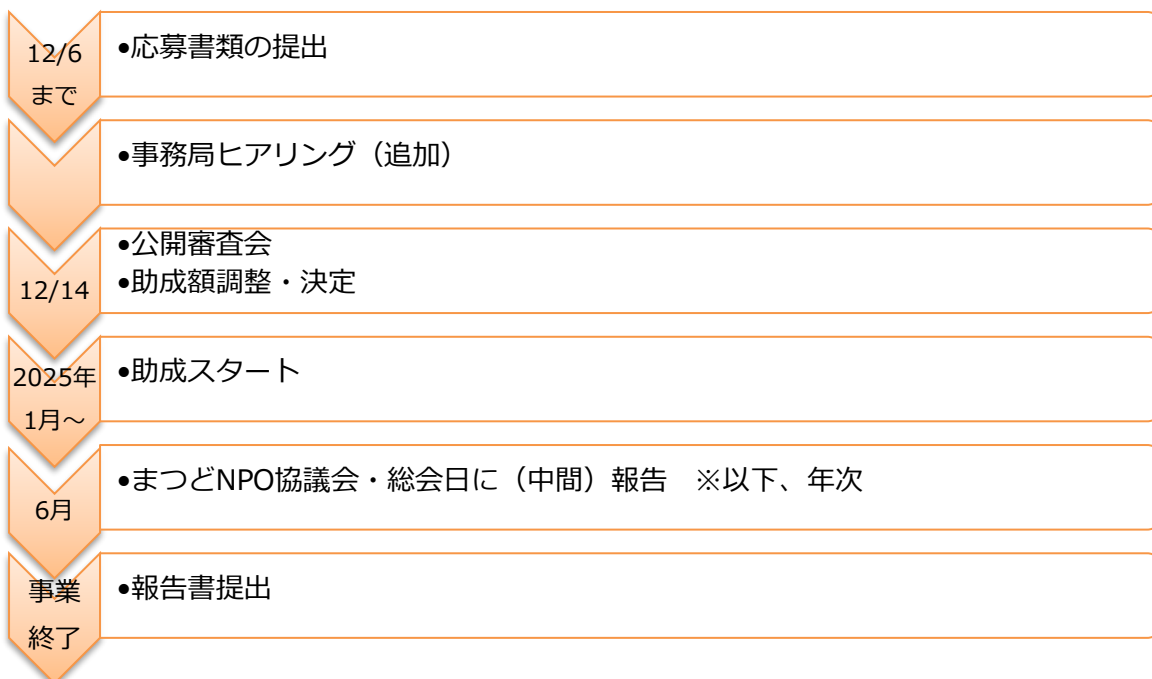 12/6
まで
•応募書類の提出
•事務局ヒアリング（追加）
12/14
•公開審査会
•助成額調整・決定
2025年
1月～
•助成スタート
6月
•まつどNPO協議会・総会日に（中間）報告　※以下、年次
事業
終了
•報告書提出